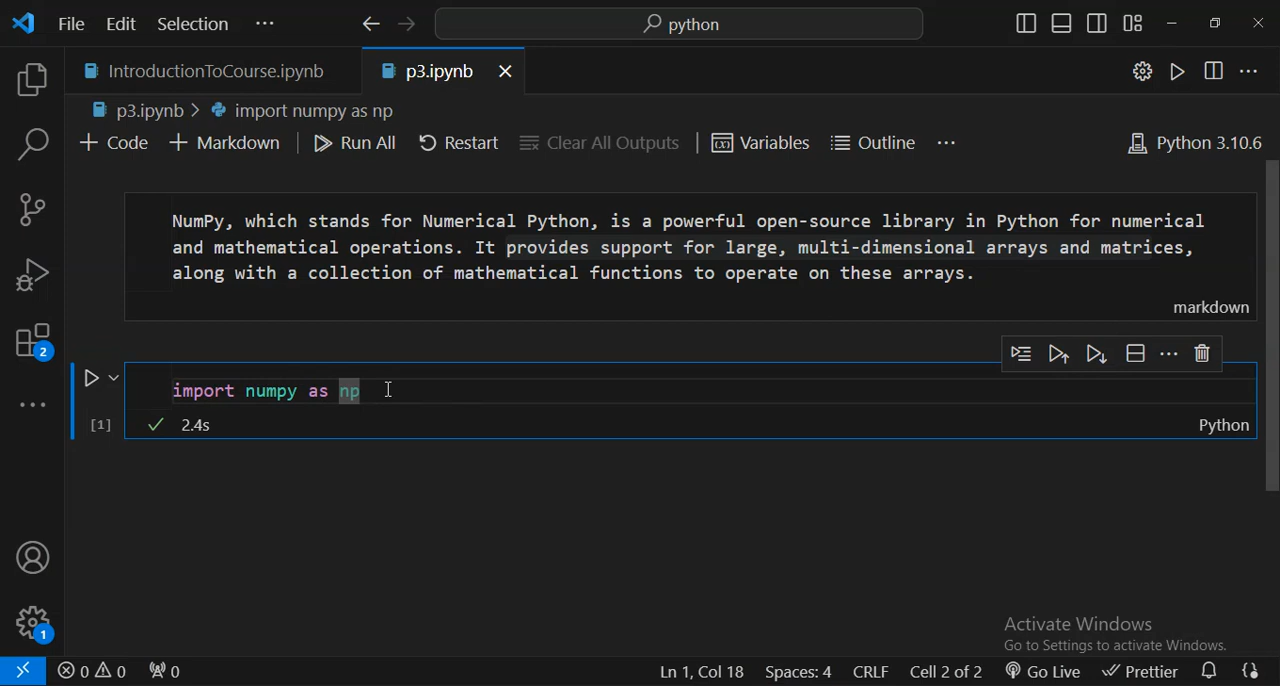 File Edit Selection ··· python
IntroductionToCourse.ipynb p3.ipynb
p3.ipynb > import numpy as np
+ Code + Markdown Run All Restart Clear All Outputs Variables Outline ··· Python 3.10.6
NumPy, which stands for Numerical Python, is a powerful open-source library in Python for numerical
and mathematical operations. It provides support for large, multi-dimensional arrays and matrices,
along with a collection of mathematical functions to operate on these arrays.
markdown
import numpy as np
[1] 2.4s Python
2
1
Activate Windows
Go to Settings to activate Windows.
0 0 0 Ln 1, Col 18 Spaces: 4 CRLF Cell 2 of 2 Go Live Prettier